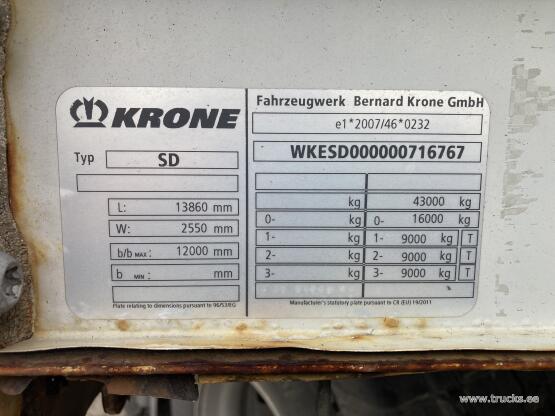 KRONE
Typ SD
L: 13860 mm
W: 2550 mm
b/b MAX: 12000 mm
b MIN: mm
Plate relating to dimensions pursuant to 96/53/EG
Fahrzeugwerk Bernard Krone GmbH
e1*2007/46*0232
WKESD000000716767
kg 43000 kg
0- kg 0- 16000 kg
1- kg 1- 9000 kg T
2- kg 2- 9000 kg T
3- kg 3- 9000 kg T
Manufacturer's statutory plate pursuant to CR (EU) 19/2011
www.trucks.ee